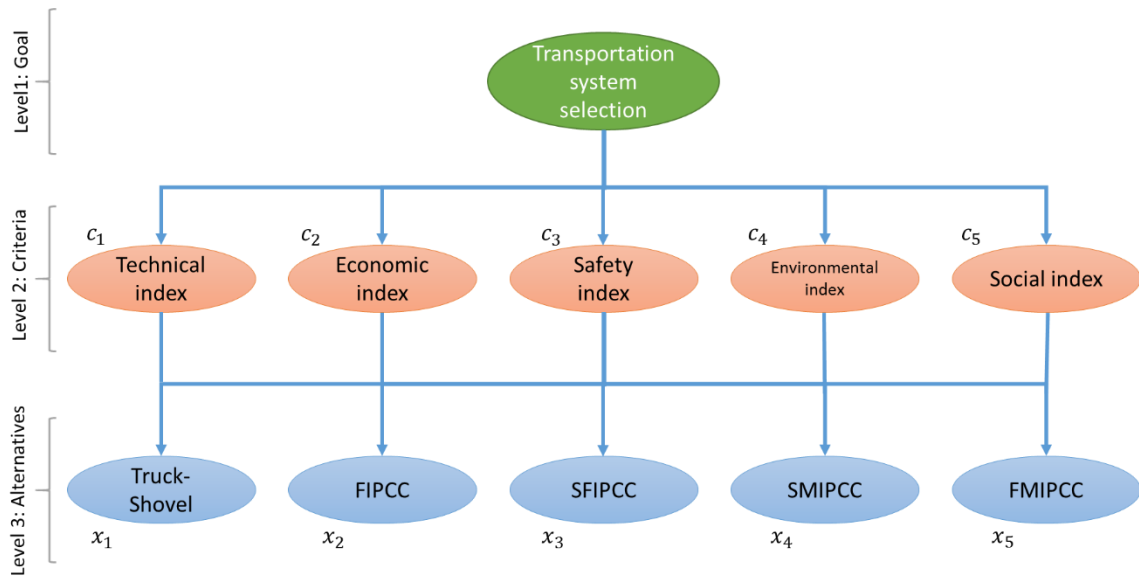 Level1: Goal
Transportation
system
selection
Level 2: Criteria
c₁
Technical
index
c₂
Economic
index
c₃
Safety
index
c₄
Environmental
index
c₅
Social index
Level 3: Alternatives
Truck-
Shovel
x₁
FIPCC
x₂
SFIPCC
x₃
SMIPCC
x₄
FMIPCC
x₅